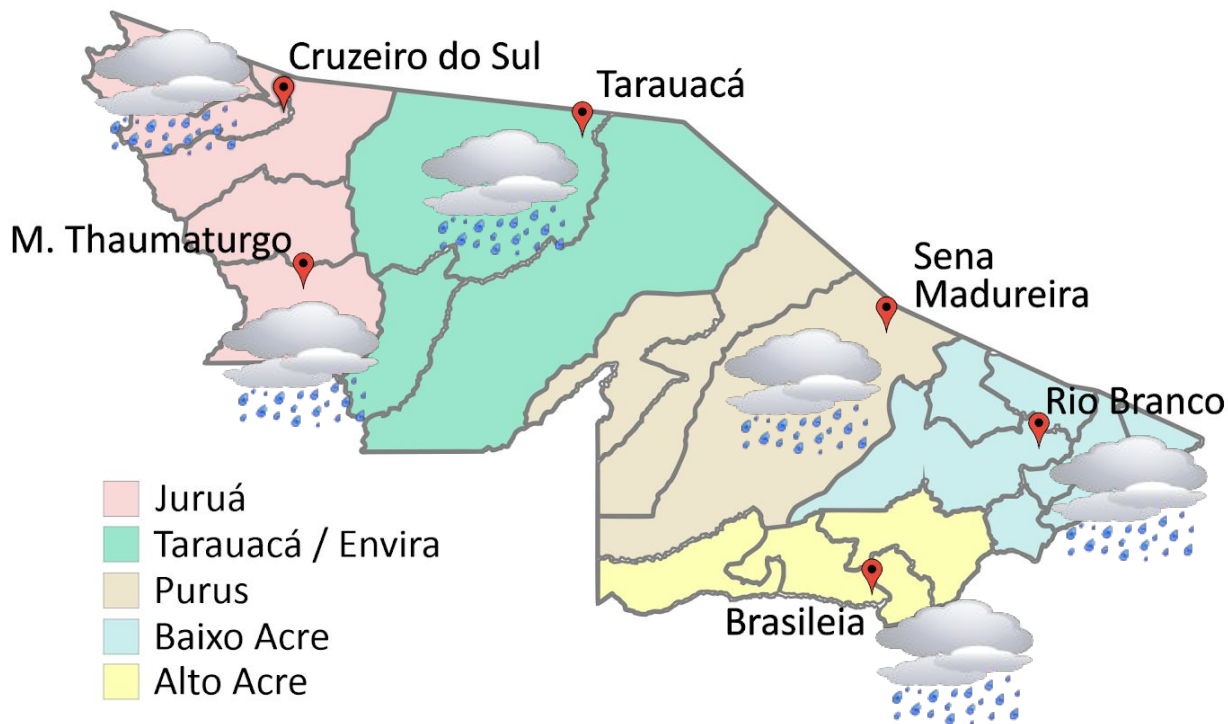 Cruzeiro do Sul
Tarauacá
M. Thaumaturgo
Sena
Madureira
Rio Branco
Brasileia
Juruá
Tarauacá / Envira
Purus
Baixo Acre
Alto Acre